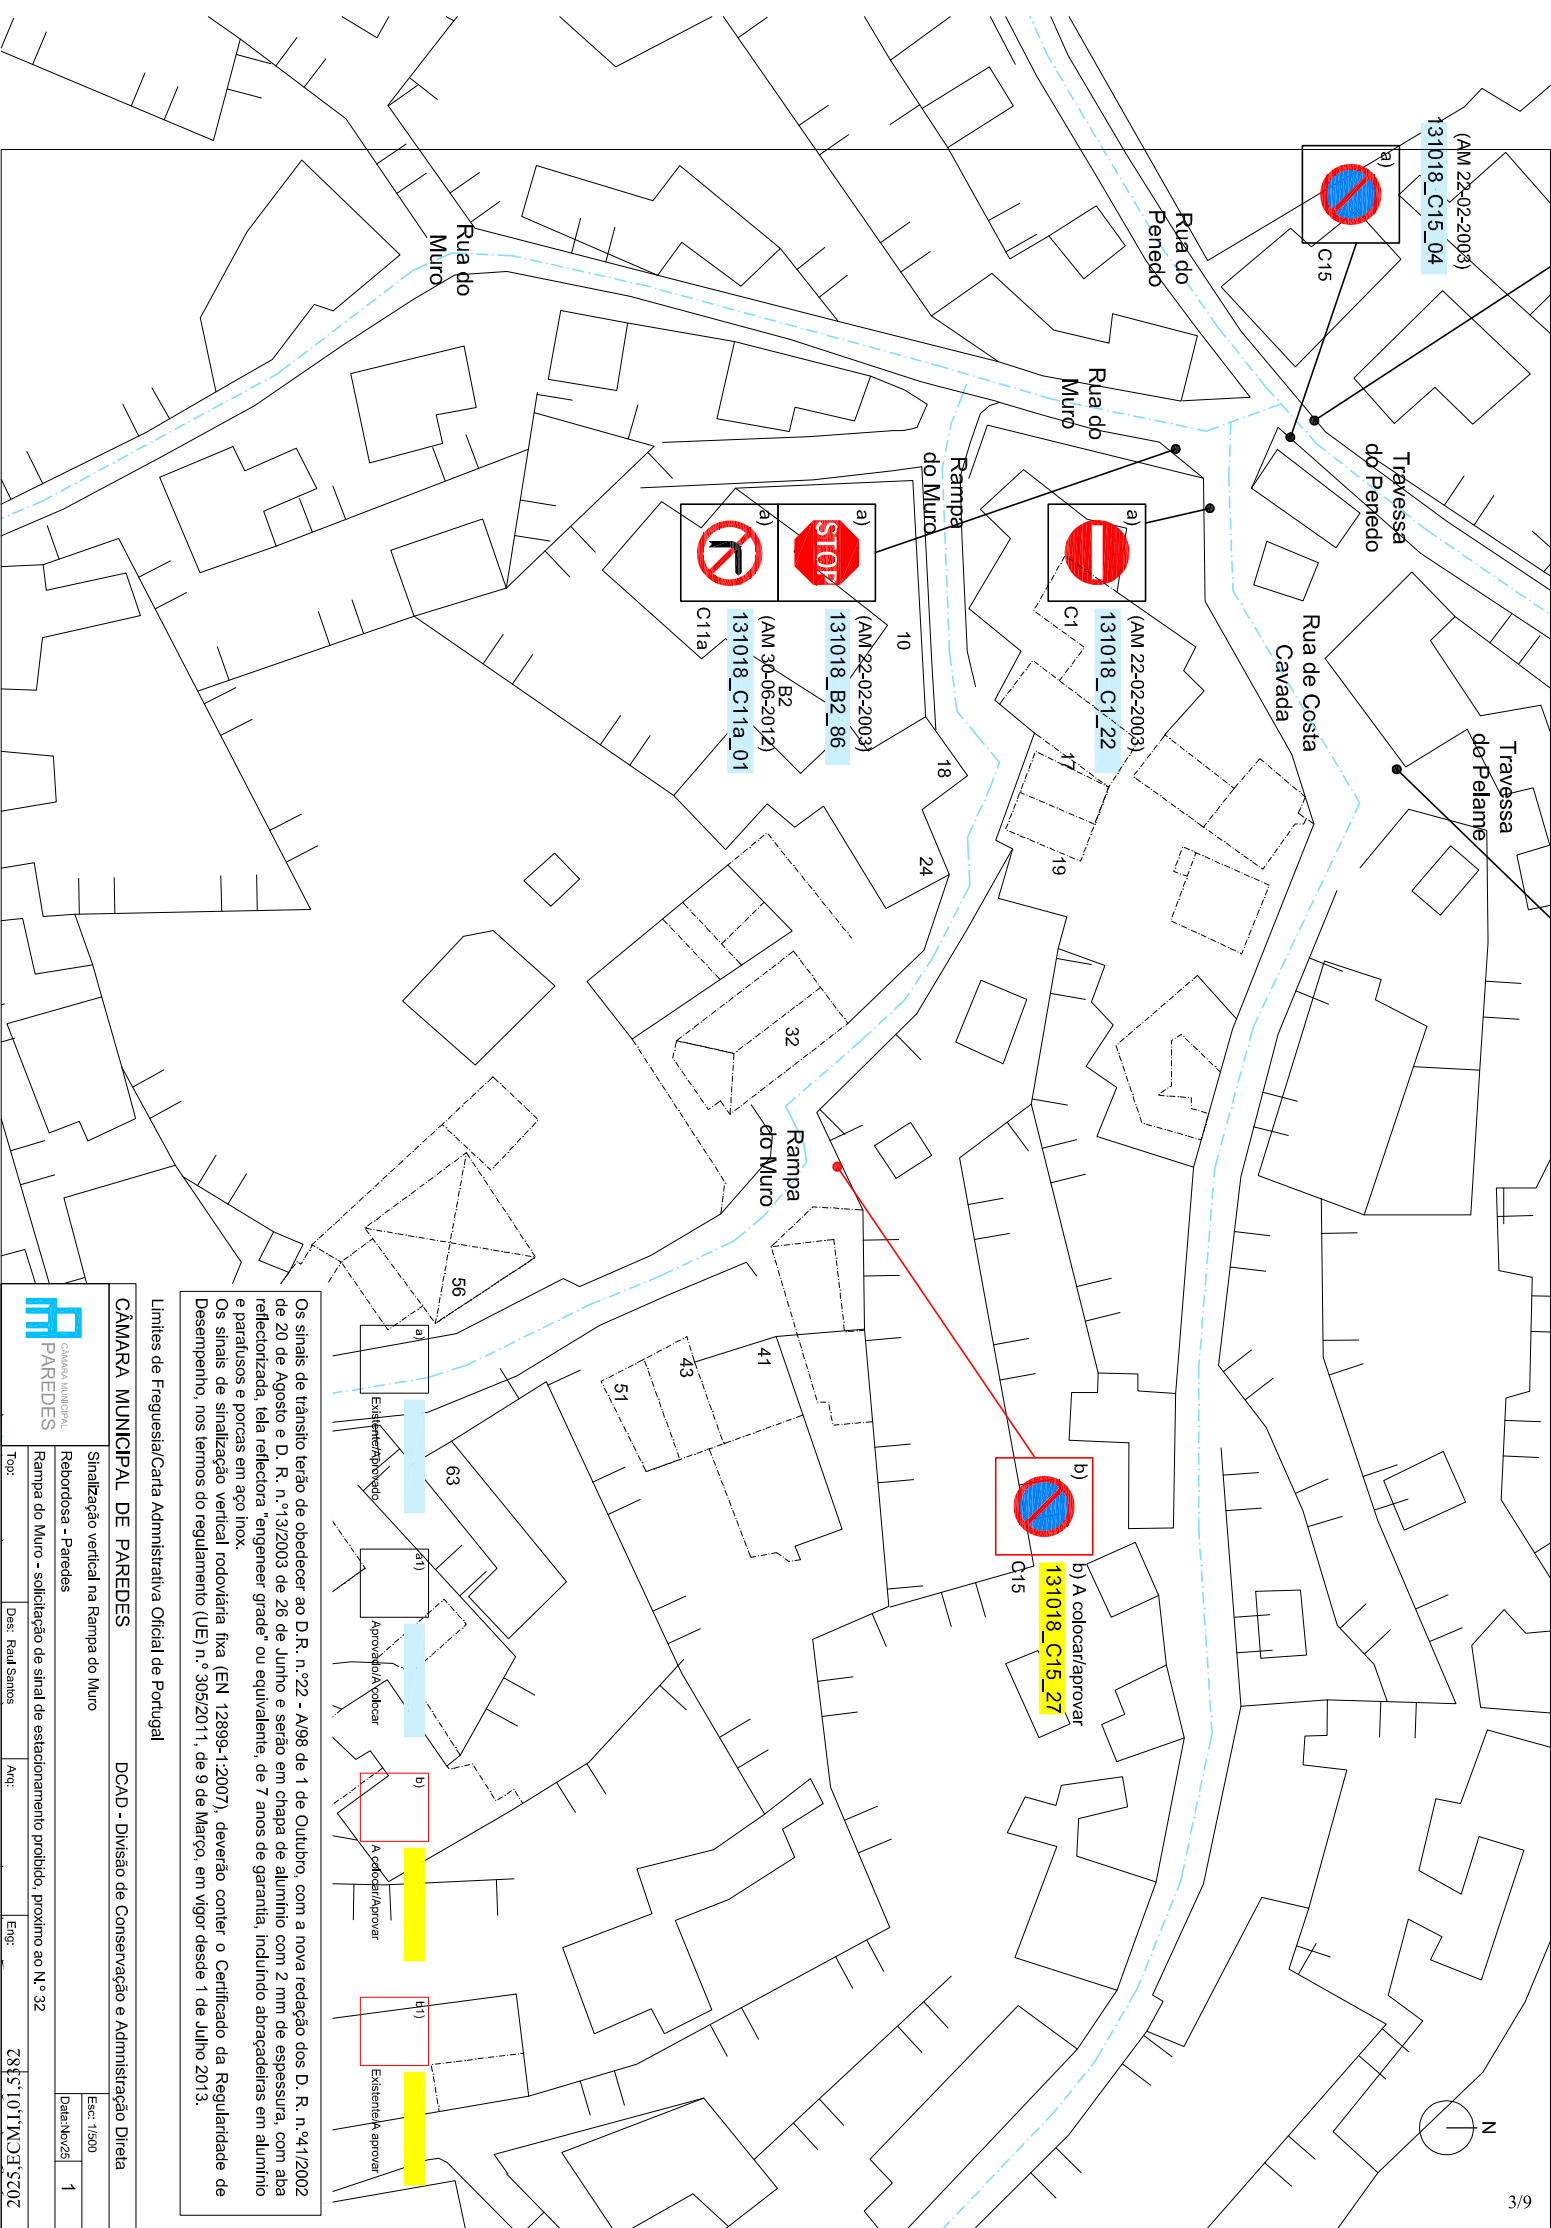 3/9
N
(AM 22-02-2003)
131018_C15_04
a)
C15
Rua do
Penedo
Rua do
Muro
Rua do
Muro
Travessa
do Penedo
Travessa
do Pelame
Rua de Costa
Cavada
Rampa
do Muro
a)
C1
(AM 22-02-2003)
131018_C1_22
a)
STOP
B2
(AM 22-02-2003)
131018_B2_86
a)
C11a
(AM 30-06-2012)
131018_C11a_01
10
18
17
19
24
32
Rampa
do Muro
56
41
43
51
63
b)
C15
b) A colocar/aprovar
131018_C15_27
a)
Existente/Aprovado
a1)
Aprovado/A colocar
b)
A colocar/Aprovar
b1)
Existente/A aprovar
Os sinais de trânsito terão de obedecer ao D.R. n.º22 - A/98 de 1 de Outubro, com a nova redação dos D. R. n.º41/2002
de 20 de Agosto e D. R. n.º13/2003 de 26 de Junho e serão em chapa de alumínio com 2 mm de espessura, com aba
reflectorizada, tela reflectora "engeneer grade" ou equivalente, de 7 anos de garantia, incluindo abraçadeiras em alumínio
e parafusos e porcas em aço inox.
Os sinais de sinalização vertical rodoviária fixa (EN 12899-1:2007), deverão conter o Certificado da Regularidade de
Desempenho, nos termos do regulamento (UE) n.º 305/2011, de 9 de Março, em vigor desde 1 de Julho 2013.
Limites de Freguesia/Carta Admnistrativa Oficial de Portugal
CÂMARA MUNICIPAL DE PAREDES
DCAD - Divisão de Conservação e Admnistração Direta
CÂMARA MUNICIPAL
PAREDES
Sinalização vertical na Rampa do Muro
Esc: 1/500
Rebordosa - Paredes
Data:Nov25
1
Rampa do Muro - solicitação de sinal de estacionamento proibido, proximo ao N.º 32
Top:
Des: Raul Santos
Arq:
Eng:
2025,ECM,I,01,5382